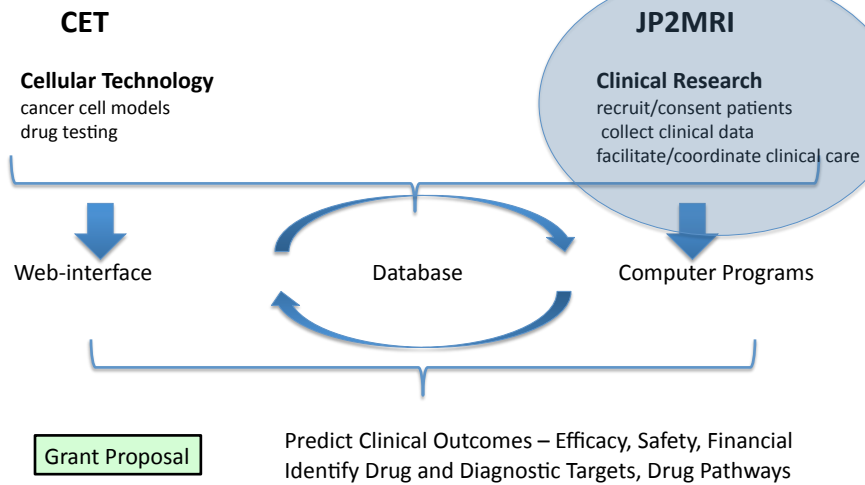 CET
JP2MRI
Cellular Technology
cancer cell models
drug testing
Clinical Research
recruit/consent patients
collect clinical data
facilitate/coordinate clinical care
Web-interface
Database
Computer Programs
Grant Proposal
Predict Clinical Outcomes – Efficacy, Safety, Financial
Identify Drug and Diagnostic Targets, Drug Pathways